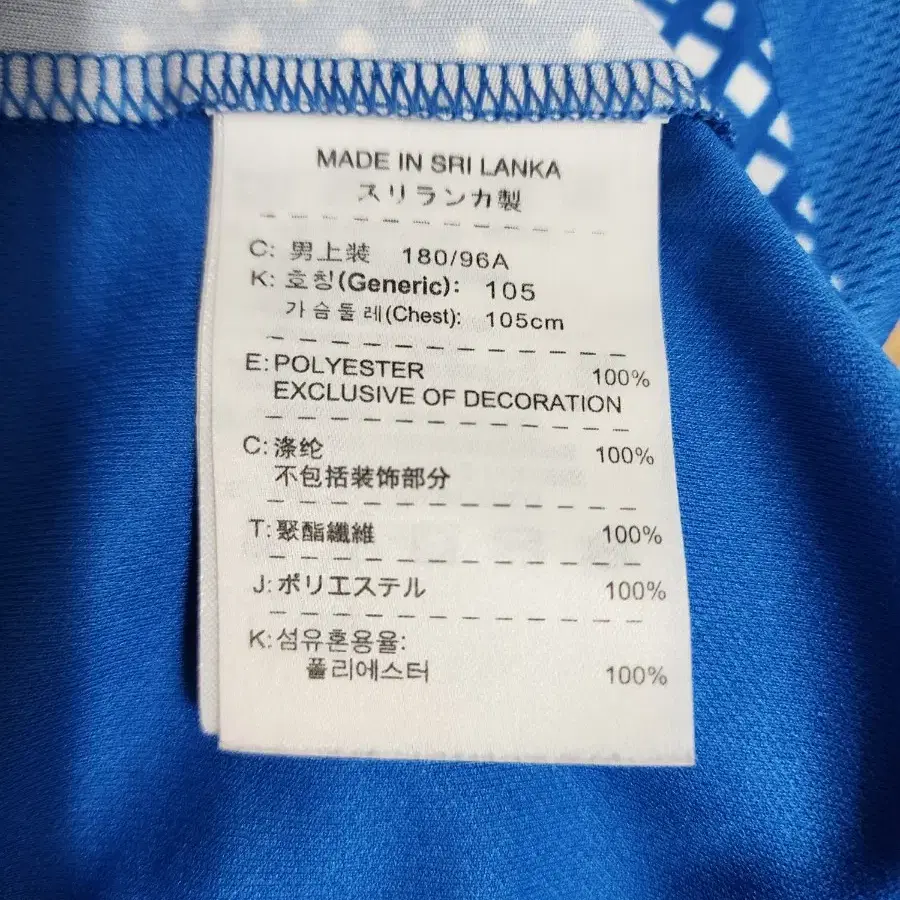 MADE IN SRI LANKA
スリランカ製
C: 男上装 180/96A
K: 호칭(Generic): 105
가슴둘레(Chest): 105cm
E: POLYESTER 100%
EXCLUSIVE OF DECORATION
C: 涤纶 100%
不包括装饰部分
T: 聚酯纖維 100%
J: ポリエステル 100%
K: 섬유혼용율:
폴리에스터 100%